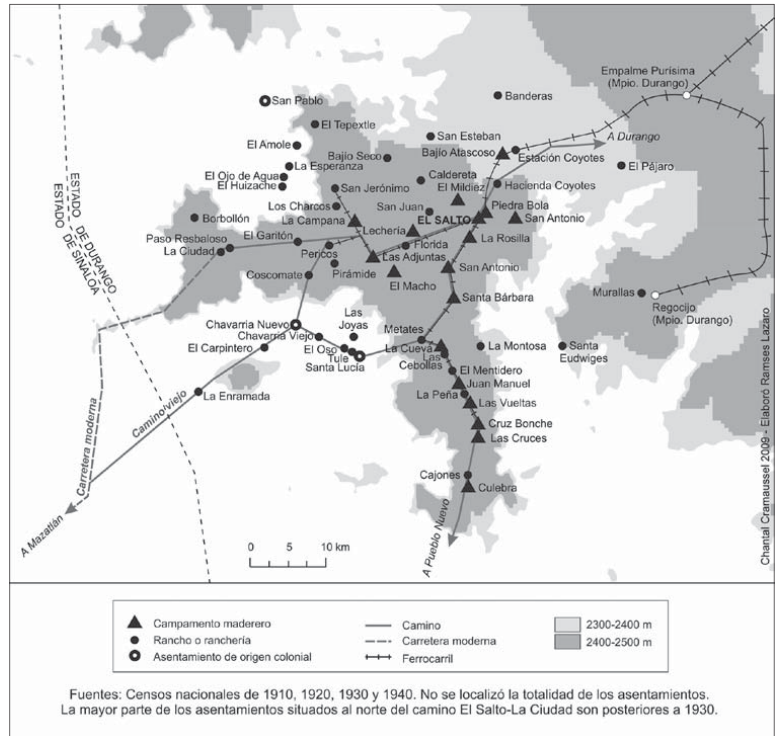 Empalme Purísima
(Mpio. Durango)
San Pablo
Banderas
El Tepextle
San Esteban
A Durango
El Amole
Bajío Seco
Bajío Atascoso
Estación Coyotes
La Esperanza
El Pájaro
El Ojo de Agua
Caldereta
El Huizache
San Jerónimo
El Mildiez
Hacienda Coyotes
Los Charcos
San Juan
Piedra Bola
Borbollón
La Campana
EL SALTO
San Antonio
Lechería
El Garitón
La Rosilla
Paso Resbaloso
Florida
La Ciudad
Pericos
Las Adjuntas
San Antonio
Coscomate
Pirámide
El Macho
ESTADO DE DURANGO
ESTADO DE SINALOA
Santa Bárbara
Murallas
Regocijo
(Mpio. Durango)
Chavarria Nuevo
Las
Joyas
Metates
Chavarria Viejo
El Carpintero
El Oso
La Cueva
La Montosa
Santa
Eudwiges
Tule
Las
Cebollas
Santa Lucía
El Mentidero
La Enramada
Juan Manuel
La Peña
Las Vueltas
Camino viejo
Carretera moderna
Cruz Bonche
Las Cruces
Cajones
Culebra
A Mazatlán
A Pueblo Nuevo
0 5 10 km
Chantal Cramaussel 2009 - Elaboró Ramses Lázaro
Campamento maderero
Rancho o ranchería
Asentamiento de origen colonial
Camino
Carretera moderna
Ferrocarril
2300-2400 m
2400-2500 m
Fuentes: Censos nacionales de 1910, 1920, 1930 y 1940. No se localizó la totalidad de los asentamientos.
La mayor parte de los asentamientos situados al norte del camino El Salto-La Ciudad son posteriores a 1930.